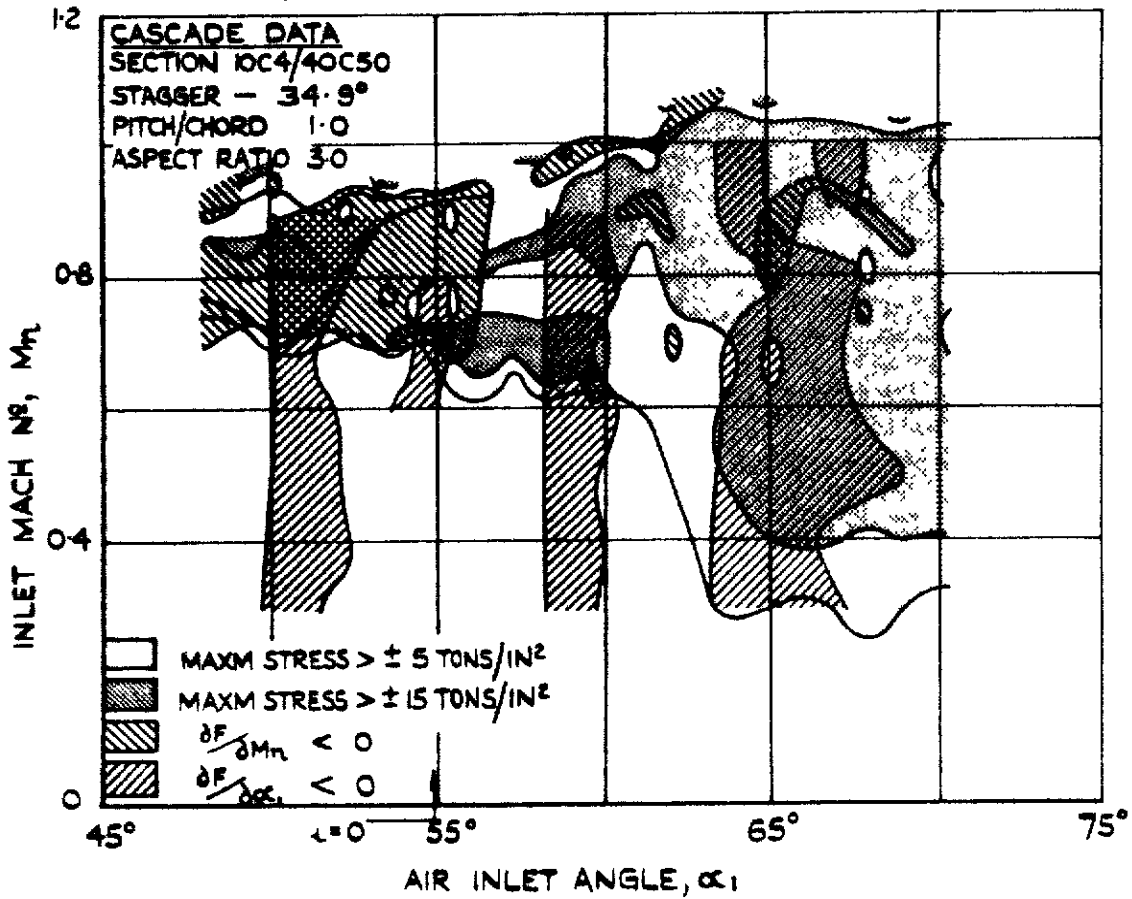 1.2
CASCADE DATA
SECTION 10C4/40C50
STAGGER - 34.9°
PITCH/CHORD 1.0
ASPECT RATIO 3.0
0.8
INLET MACH Nº, Mn
0.4
MAXM STRESS > ± 5 TONS/IN²
MAXM STRESS > ± 15 TONS/IN²
∂F/∂Mn < 0
∂F/∂α1 < 0
0
45° i=0 55° 65° 75°
AIR INLET ANGLE, α1